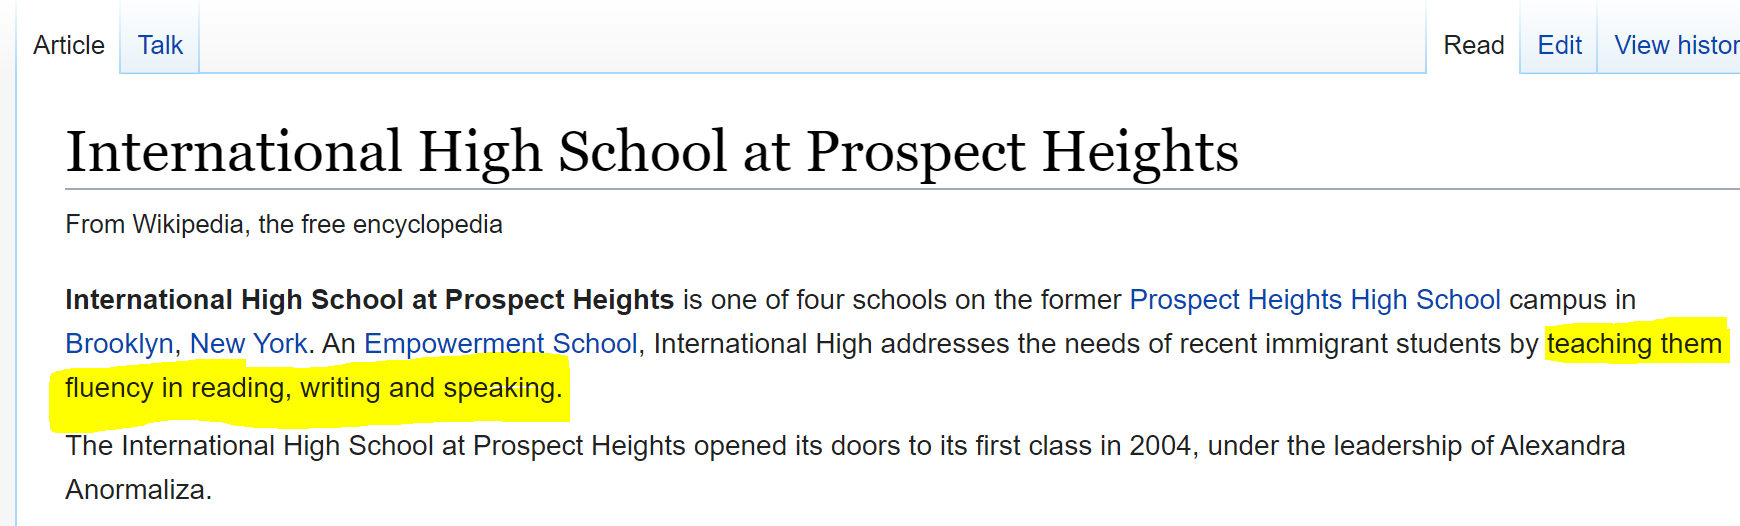 Article Talk Read Edit View histor
International High School at Prospect Heights
From Wikipedia, the free encyclopedia
International High School at Prospect Heights is one of four schools on the former Prospect Heights High School campus in
Brooklyn, New York. An Empowerment School, International High addresses the needs of recent immigrant students by teaching them
fluency in reading, writing and speaking.
The International High School at Prospect Heights opened its doors to its first class in 2004, under the leadership of Alexandra
Anormaliza.